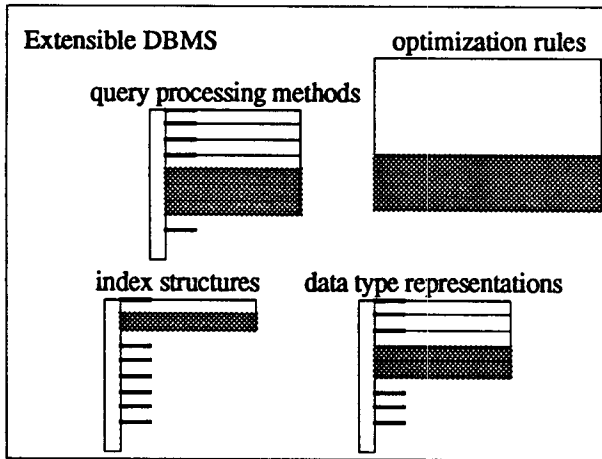 Extensible DBMS
optimization rules
query processing methods
index structures
data type representations